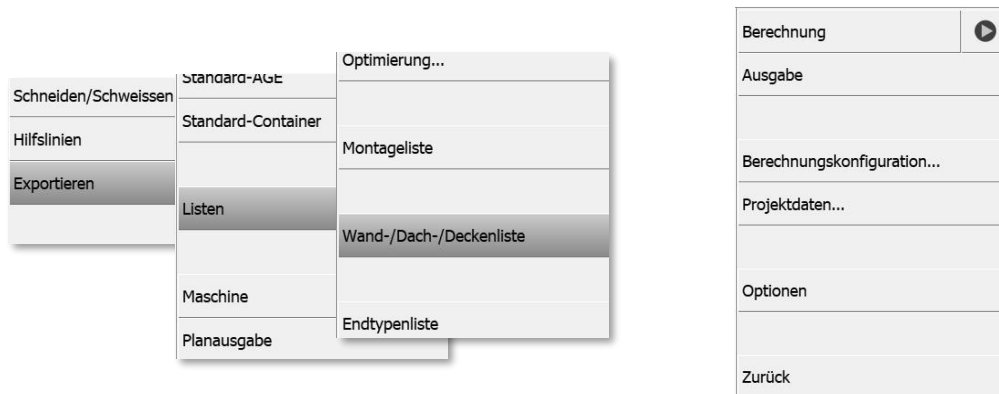 Schneiden/Schweissen
Hilfslinien
Exportieren
Standard-AGE
Standard-Container
Listen
Maschine
Planausgabe
Optimierung...
Montageliste
Wand-/Dach-/Deckenliste
Endtypenliste
Berechnung
Ausgabe
Berechnungskonfiguration...
Projektdaten...
Optionen
Zurück